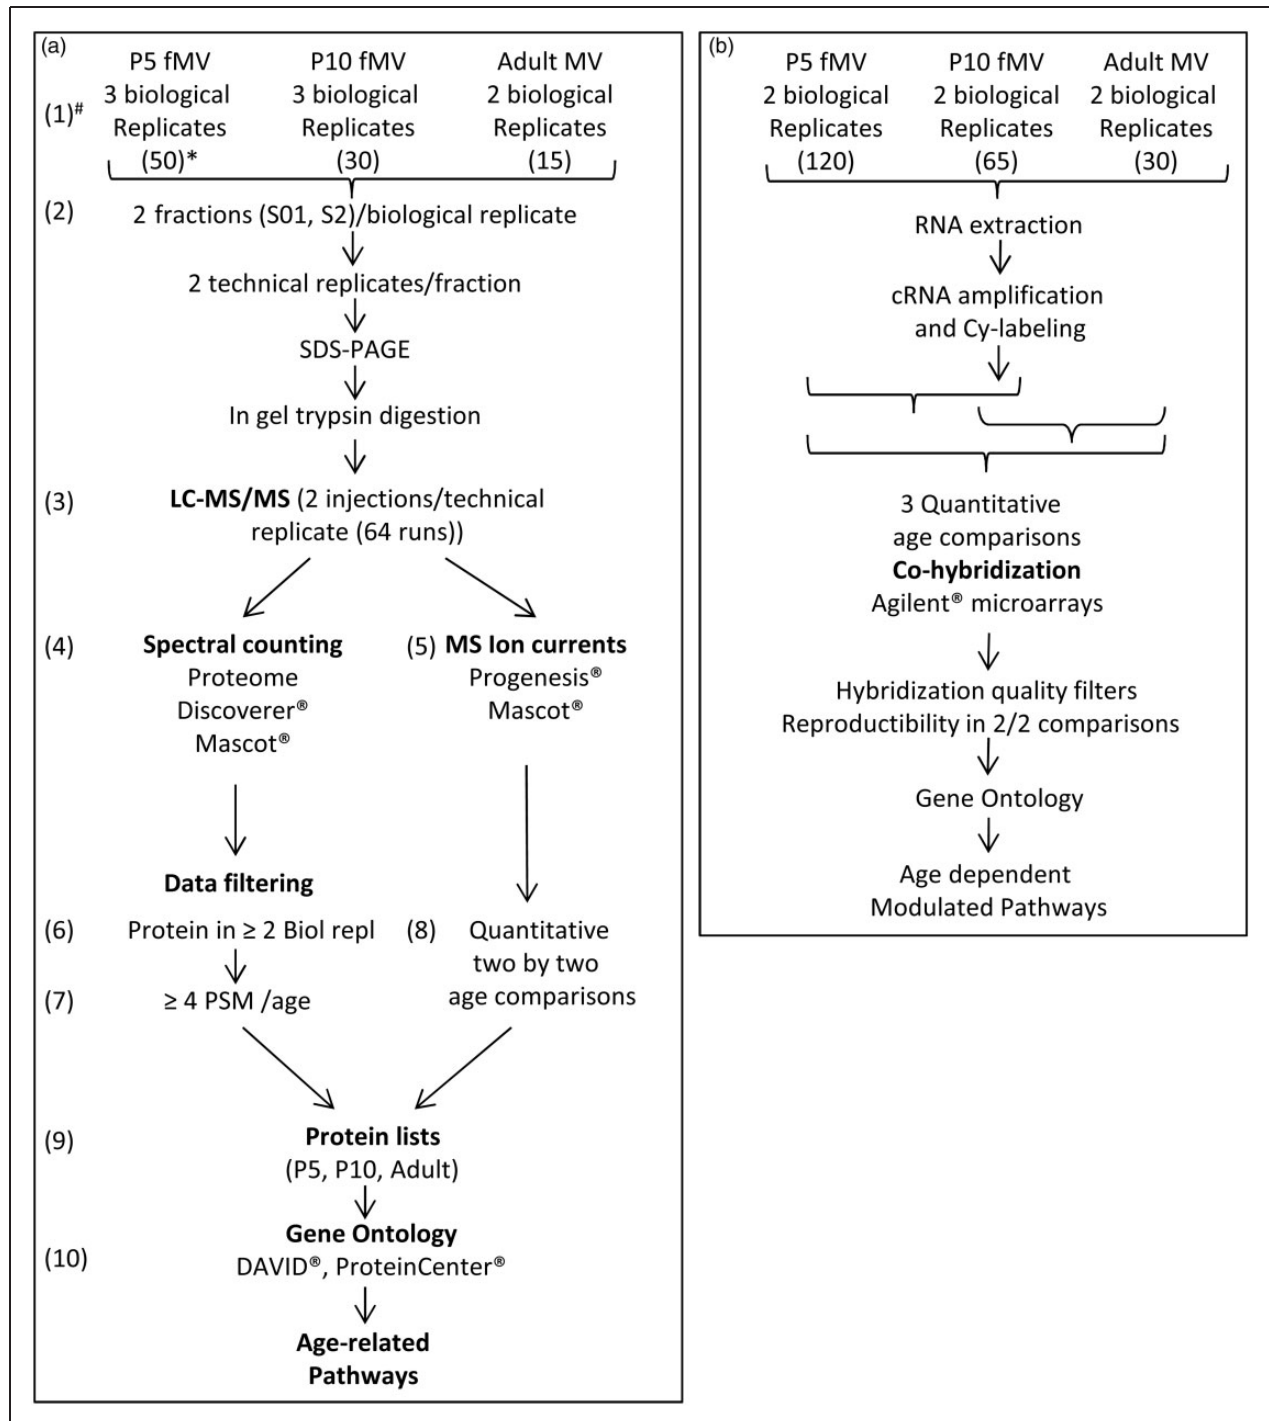 (a)
P5 fMV P10 fMV Adult MV
3 biological 3 biological 2 biological
(1)#
Replicates Replicates Replicates
(50)* (30) (15)
(2) 2 fractions (S01, S2)/biological replicate
2 technical replicates/fraction
SDS-PAGE
In gel trypsin digestion
(3) LC-MS/MS (2 injections/technical
replicate (64 runs))
(4) Spectral counting (5) MS Ion currents
Proteome Progenesis®
Discoverer® Mascot®
Mascot®
Data filtering
(6) Protein in ≥ 2 Biol repl (8) Quantitative
two by two
(7) ≥ 4 PSM /age age comparisons
(9) Protein lists
(P5, P10, Adult)
Gene Ontology
(10) DAVID®, ProteinCenter®
Age-related
Pathways
(b)
P5 fMV P10 fMV Adult MV
2 biological 2 biological 2 biological
Replicates Replicates Replicates
(120) (65) (30)
RNA extraction
cRNA amplification
and Cy-labeling
3 Quantitative
age comparisons
Co-hybridization
Agilent® microarrays
Hybridization quality filters
Reproductibility in 2/2 comparisons
Gene Ontology
Age dependent
Modulated Pathways